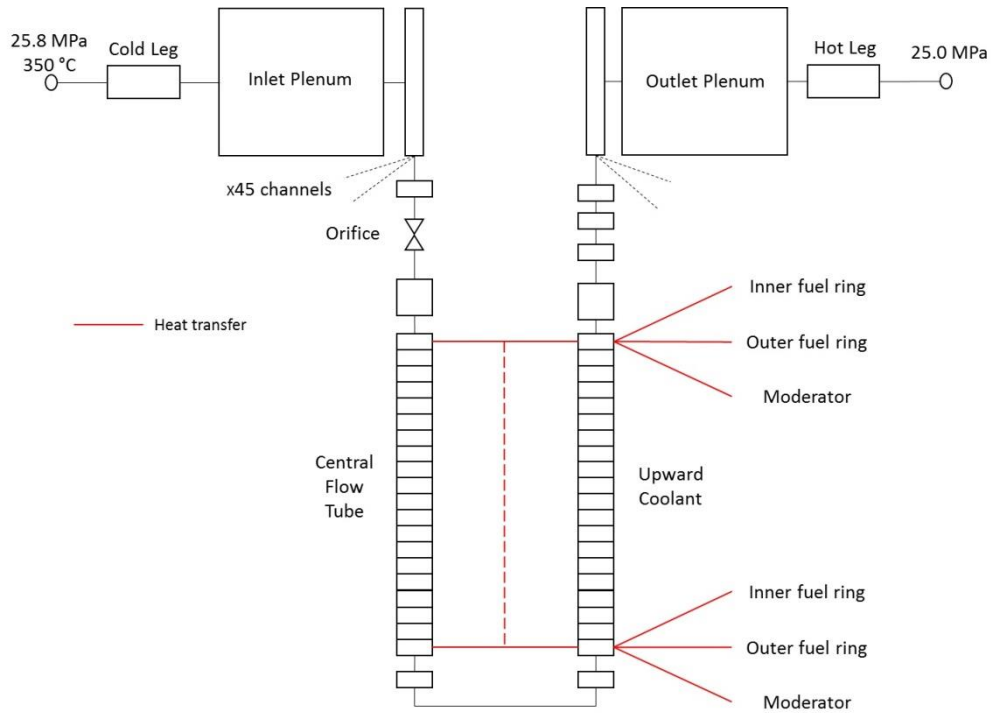 25.8 MPa
350 °C
Cold Leg
Inlet Plenum
Outlet Plenum
Hot Leg
25.0 MPa
x45 channels
Orifice
Heat transfer
Inner fuel ring
Outer fuel ring
Moderator
Central
Flow
Tube
Upward
Coolant
Inner fuel ring
Outer fuel ring
Moderator